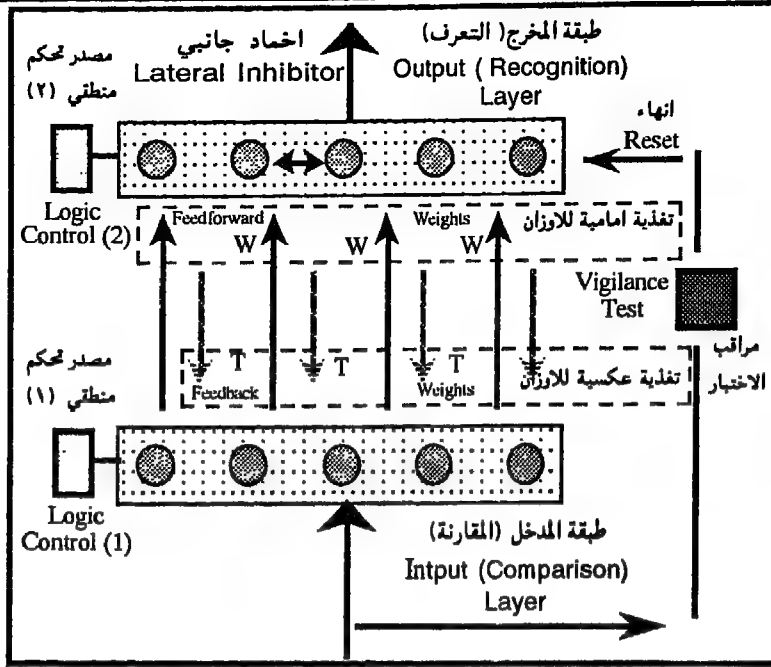 اخماد جانبي
Lateral Inhibitor
طبقة المخرج (التعرف)
Output ( Recognition)
Layer
مصدر تحكم
منطقي (٢)
انهاء
Reset
Logic
Control (2)
Feedforward
Weights
تغذية امامية للاوزان
W
W
W
Vigilance
Test
مراقب
الاختبار
مصدر تحكم
منطقي (١)
T
T
T
Feedback
Weights
تغذية عكسية للاوزان
Logic
Control (1)
طبقة المدخل (المقارنة)
Intput (Comparison)
Layer